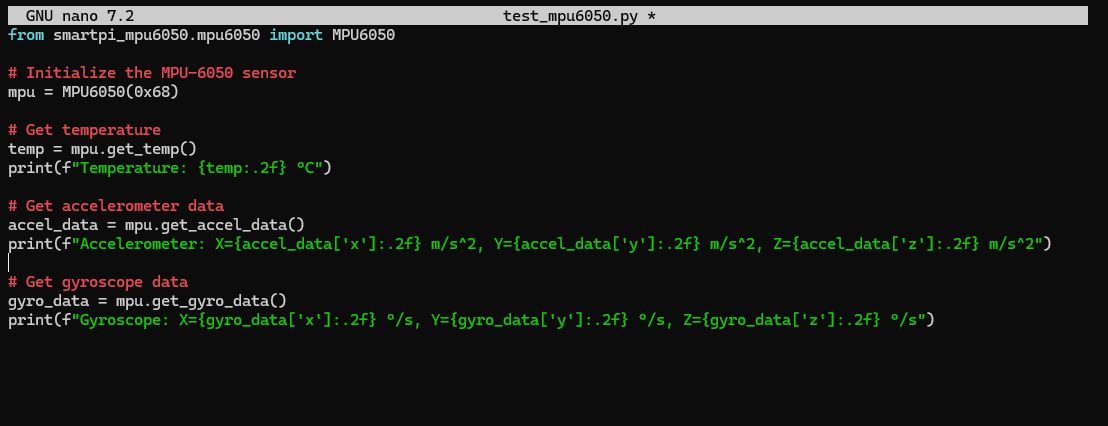 GNU nano 7.2 test_mpu6050.py *
from smartpi_mpu6050.mpu6050 import MPU6050
# Initialize the MPU-6050 sensor
mpu = MPU6050(0x68)
# Get temperature
temp = mpu.get_temp()
print(f"Temperature: {temp:.2f} °C")
# Get accelerometer data
accel_data = mpu.get_accel_data()
print(f"Accelerometer: X={accel_data['x']:.2f} m/s^2, Y={accel_data['y']:.2f} m/s^2, Z={accel_data['z']:.2f} m/s^2")
# Get gyroscope data
gyro_data = mpu.get_gyro_data()
print(f"Gyroscope: X={gyro_data['x']:.2f} °/s, Y={gyro_data['y']:.2f} °/s, Z={gyro_data['z']:.2f} °/s")